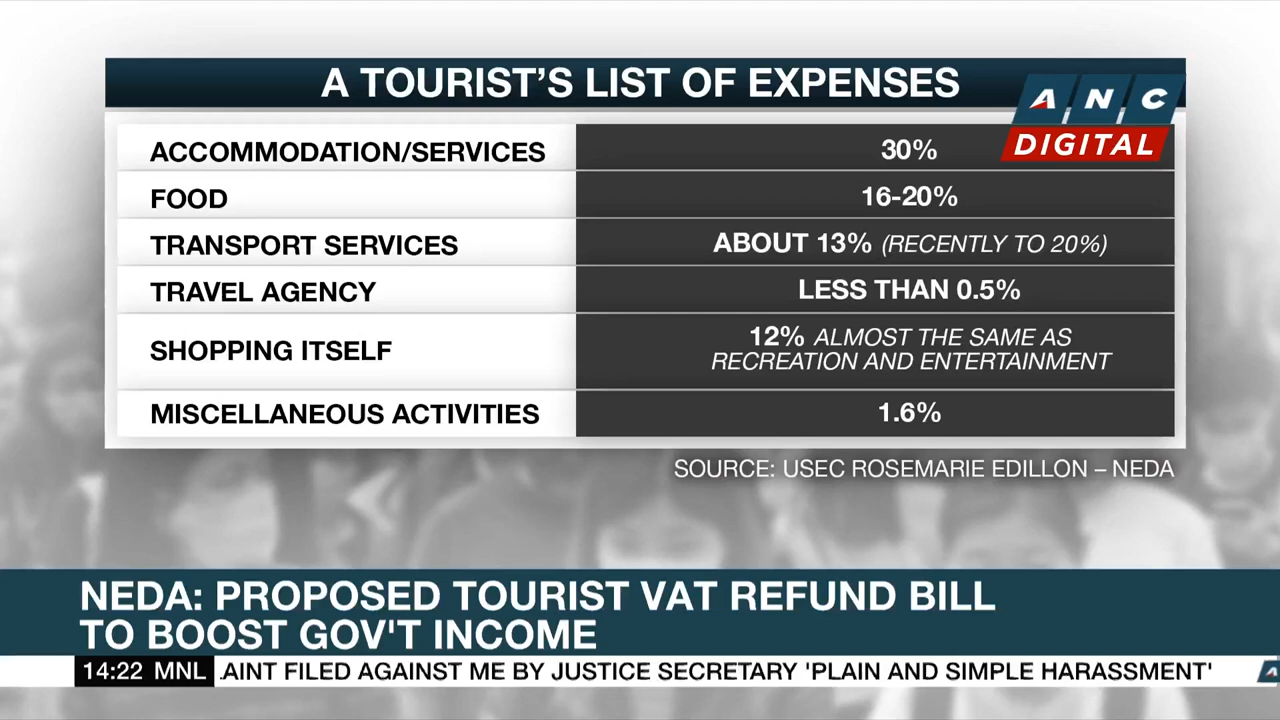 A TOURIST'S LIST OF EXPENSES
ANC
DIGITAL
ACCOMMODATION/SERVICES 30%
FOOD 16-20%
TRANSPORT SERVICES ABOUT 13% (RECENTLY TO 20%)
TRAVEL AGENCY LESS THAN 0.5%
SHOPPING ITSELF 12% ALMOST THE SAME AS
RECREATION AND ENTERTAINMENT
MISCELLANEOUS ACTIVITIES 1.6%
SOURCE: USEC ROSEMARIE EDILLON – NEDA
NEDA: PROPOSED TOURIST VAT REFUND BILL
TO BOOST GOV'T INCOME
14:22 MNL AINT FILED AGAINST ME BY JUSTICE SECRETARY 'PLAIN AND SIMPLE HARASSMENT'